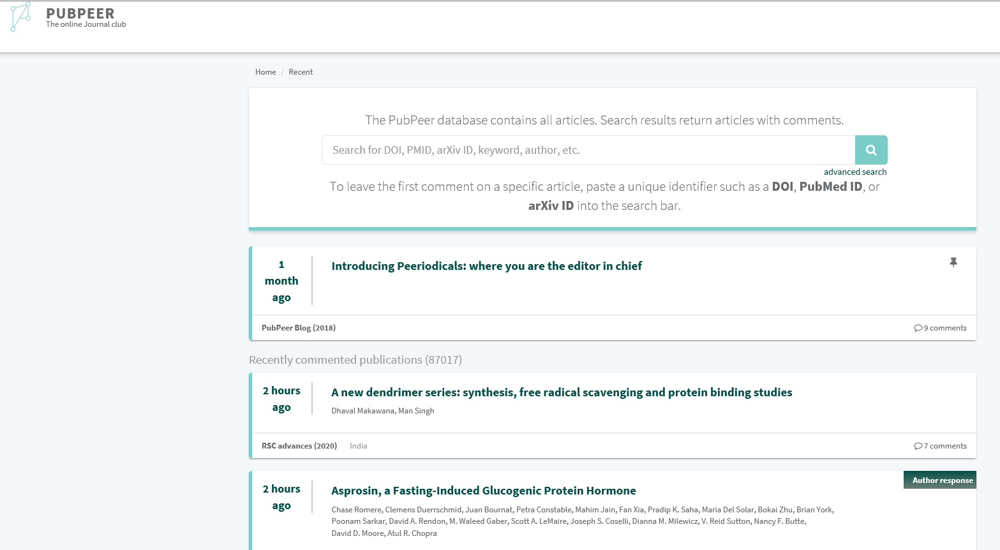 PUBPEER
The online Journal club
Home / Recent
The PubPeer database contains all articles. Search results return articles with comments.
Search for DOI, PMID, arXiv ID, keyword, author, etc.
advanced search
To leave the first comment on a specific article, paste a unique identifier such as a DOI, PubMed ID, or
arXiv ID into the search bar.
1
month
ago
Introducing Peeriodicals: where you are the editor in chief
PubPeer Blog (2018)
9 comments
Recently commented publications (87017)
2 hours
ago
A new dendrimer series: synthesis, free radical scavenging and protein binding studies
Dhaval Makawana, Man Singh
RSC advances (2020) India
7 comments
Author response
2 hours
ago
Asprosin, a Fasting-Induced Glucogenic Protein Hormone
Chase Romere, Clemens Duerrschmid, Juan Bournat, Petra Constable, Mahim Jain, Fan Xia, Pradip K. Saha, Maria Del Solar, Bokai Zhu, Brian York,
Poonam Sarkar, David A. Rendon, M. Waleed Gaber, Scott A. LeMaire, Joseph S. Coselli, Dianna M. Milewicz, V. Reid Sutton, Nancy F. Butte,
David D. Moore, Atul R. Chopra